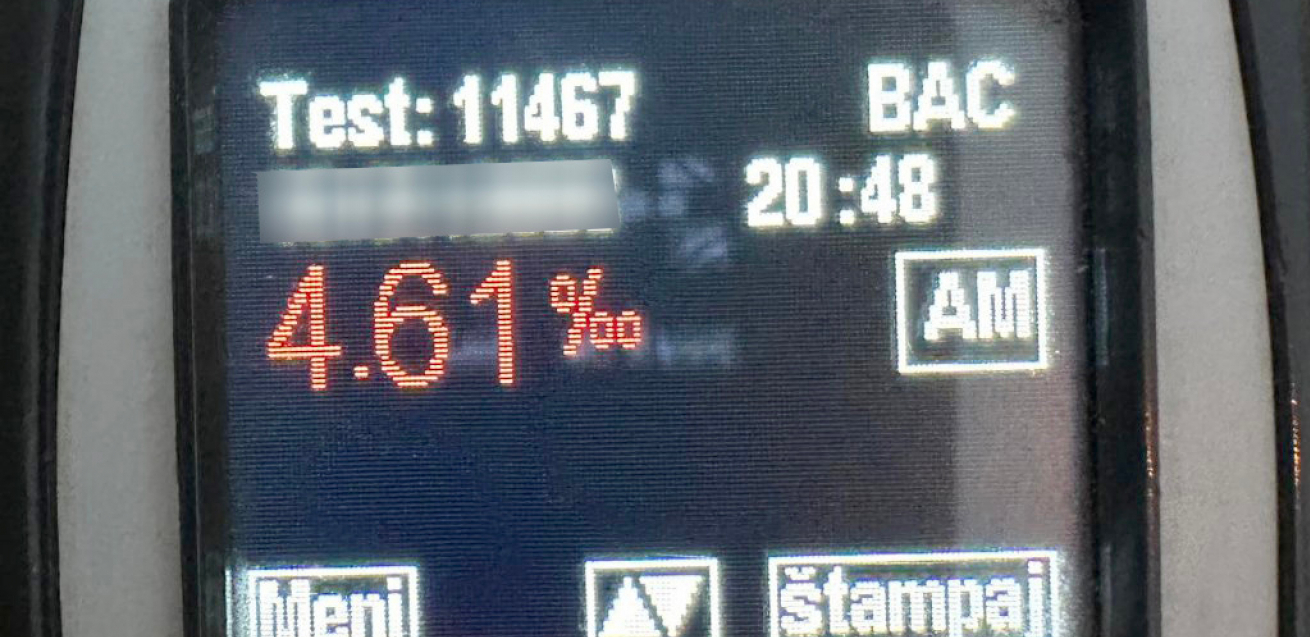 Test: 11467 BAC
20:48
4.61‰
AM
Meni ▲▼ štampaj